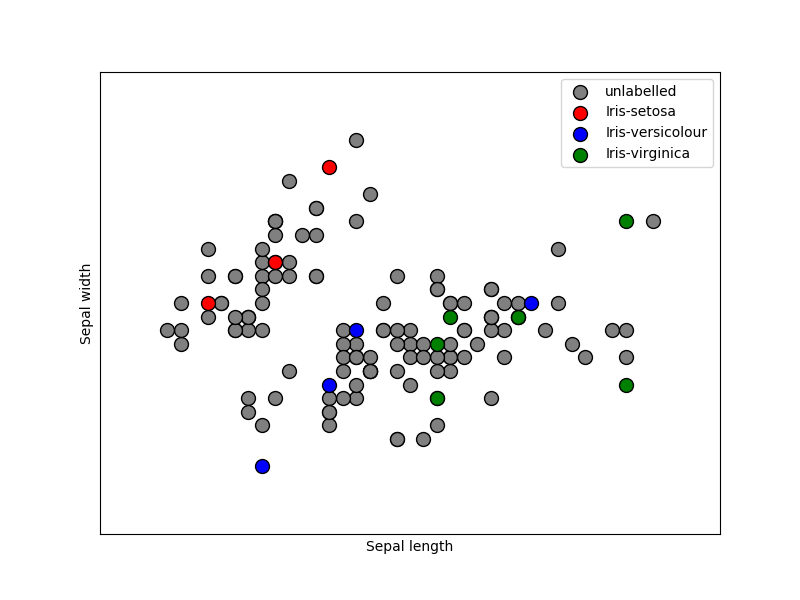 unlabelled
Iris-setosa
Iris-versicolour
Iris-virginica
Sepal width
Sepal length